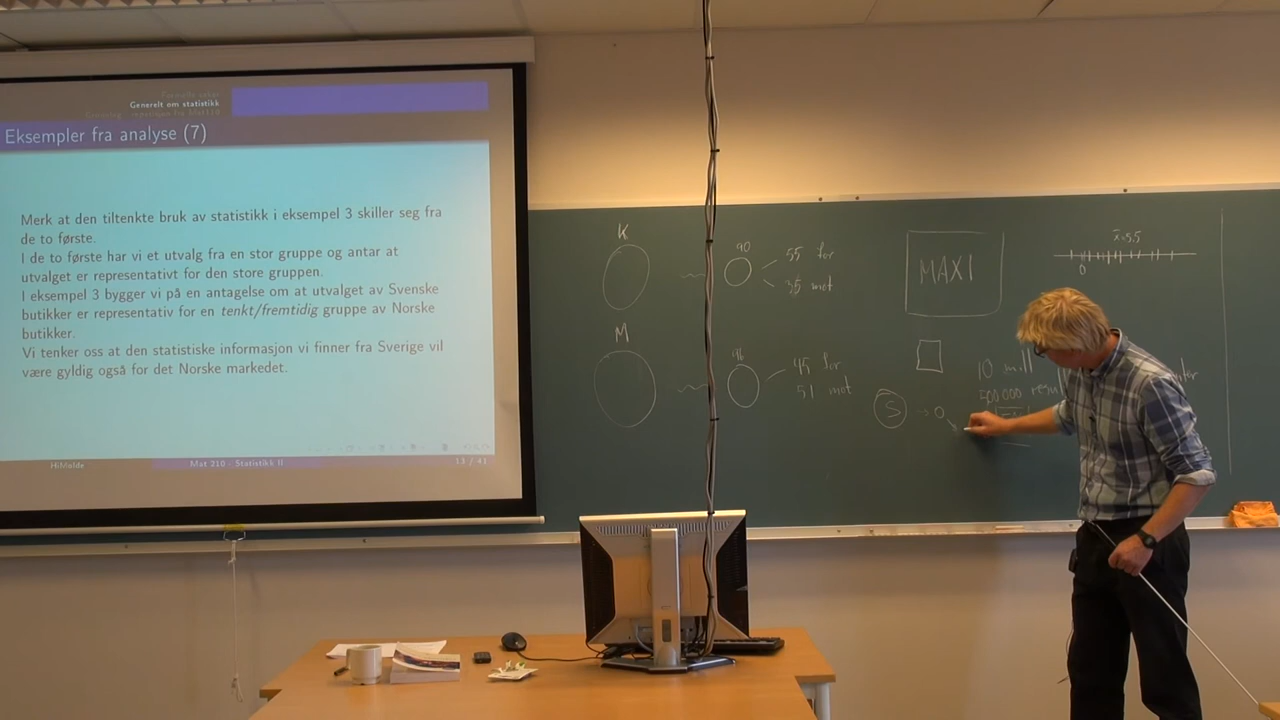 Generelt om statistikk
Eksempler fra analyse (7)
Merk at den tiltenkte bruk av statistikk i eksempel 3 skiller seg fra
de to første.
I de to første har vi et utvalg fra en stor gruppe og antar at
utvalget er representativt for den store gruppen.
I eksempel 3 bygger vi på en antagelse om at utvalget av Svenske
butikker er representativ for en tenkt/fremtidig gruppe av Norske
butikker.
Vi tenker oss at den statistiske informasjon vi finner fra Sverige vil
være gyldig også for det Norske markedet.
HiMolde
Mat 210 - Statistikk II
13 / 41
K
90
55 for
35 mot
M
96
45 for
51 mot
MAXI
x̄=5,5
0
10 mill
500 000
S